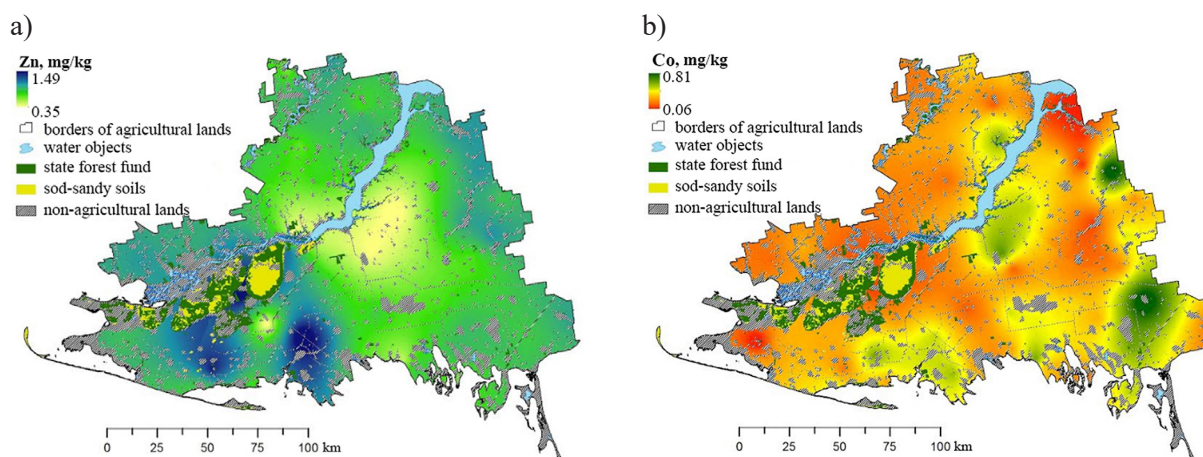 a)
Zn, mg/kg
1.49
0.35
borders of agricultural lands
water objects
state forest fund
sod-sandy soils
non-agricultural lands
0 25 50 75 100 km
b)
Co, mg/kg
0.81
0.06
borders of agricultural lands
water objects
state forest fund
sod-sandy soils
non-agricultural lands
0 25 50 75 100 km